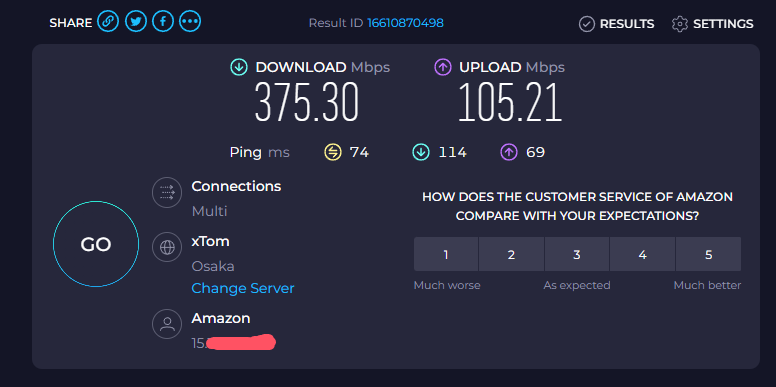 SHARE
Result ID 16610870498
RESULTS
SETTINGS
DOWNLOAD Mbps
375.30
UPLOAD Mbps
105.21
Ping ms
74
114
69
GO
Connections
Multi
xTom
Osaka
Change Server
Amazon
15.
HOW DOES THE CUSTOMER SERVICE OF AMAZON
COMPARE WITH YOUR EXPECTATIONS?
1
2
3
4
5
Much worse
As expected
Much better